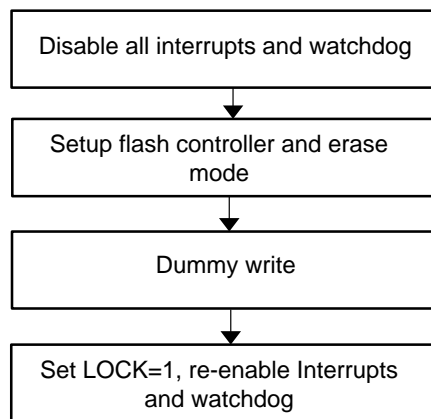 Disable all interrupts and watchdog
Setup flash controller and erase
mode
Dummy write
Set LOCK=1, re-enable Interrupts
and watchdog